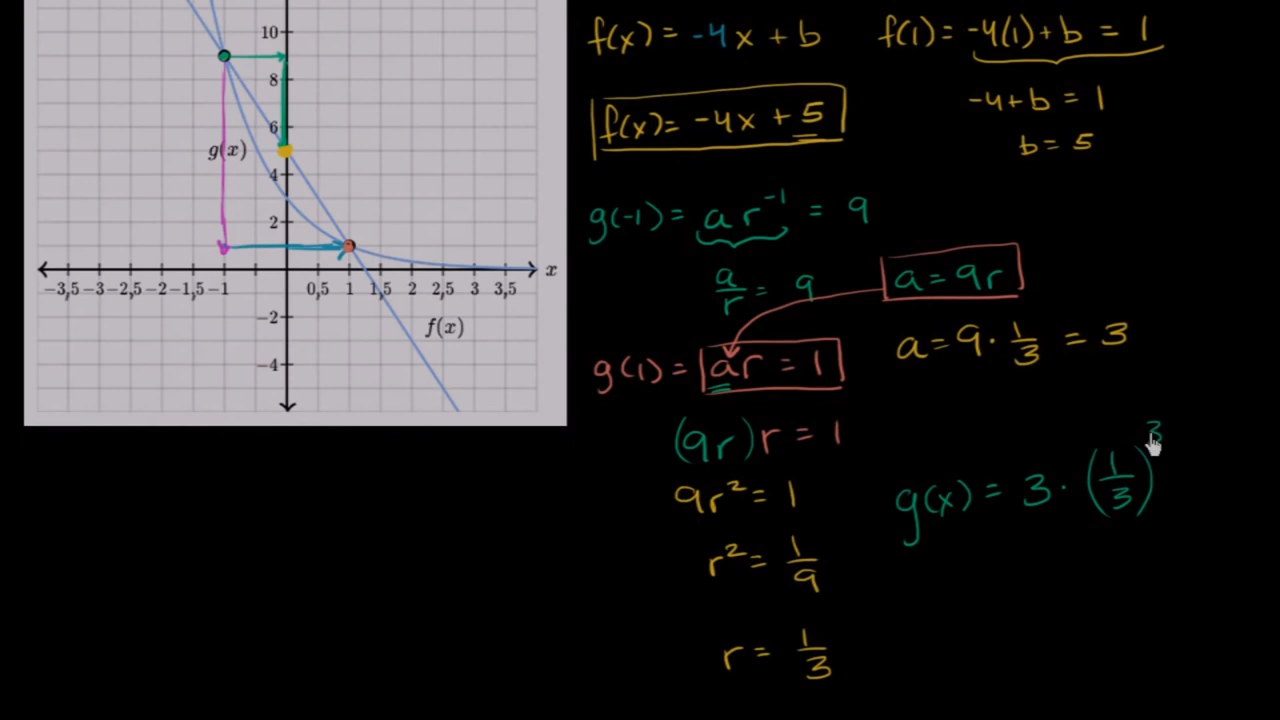 10
8
6
g(x)
4
2
x
−3,5 −3 −2,5 −2 −1,5 −1 0,5 1 1,5 2 2,5 3 3,5
−2
f(x)
−4
f(x) = -4x + b
f(1) = -4(1) + b = 1
-4 + b = 1
b = 5
f(x) = -4x + 5
g(-1) = ar⁻¹ = 9
a/r = 9
a = 9r
a = 9 · 1/3 = 3
g(1) = ar = 1
(9r)r = 1
9r² = 1
r² = 1/9
r = 1/3
g(x) = 3 · (1/3)